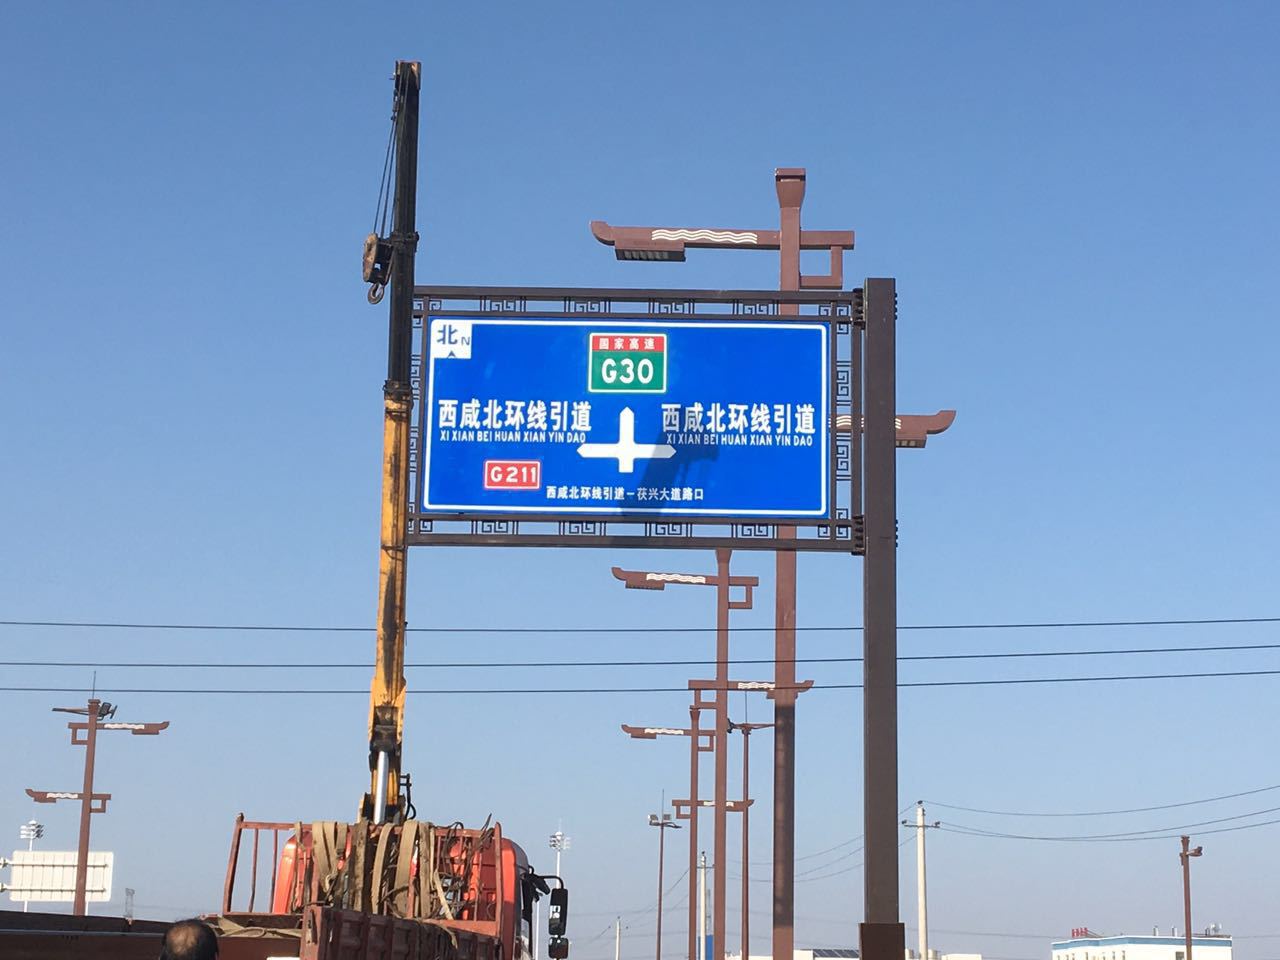 北N
国家高速
G30
西咸北环线引道
XI XIAN BEI HUAN XIAN YIN DAO
西咸北环线引道
XI XIAN BEI HUAN XIAN YIN DAO
G211
西咸北环线引道－茯兴大道路口